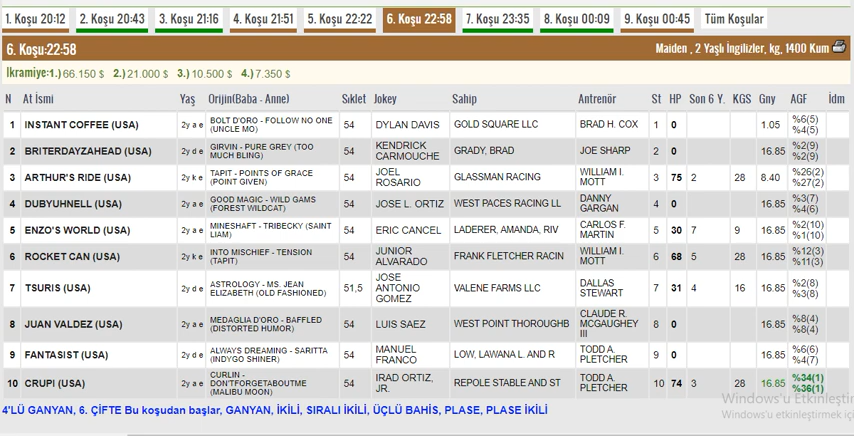 1. Koşu 20:12 2. Koşu 20:43 3. Koşu 21:16 4. Koşu 21:51 5. Koşu 22:22 6. Koşu 22:58 7. Koşu 23:35 8. Koşu 00:09 9. Koşu 00:45 Tüm Koşular
6. Koşu:22:58 Maiden , 2 Yaşlı İngilizler, kg, 1400 Kum
İkramiye:1.) 66.150 $ 2.) 21.000 $ 3.) 10.500 $ 4.) 7.350 $
N At İsmi Yaş Orijin(Baba - Anne) Sıklet Jokey Sahip Antrenör St HP Son 6 Y. KGS Gny AGF İdm
1 INSTANT COFFEE (USA) 2y a e BOLT D'ORO - FOLLOW NO ONE (UNCLE MO) 54 DYLAN DAVIS GOLD SQUARE LLC BRAD H. COX 1 0 1.05 %6(5) %4(5)
2 BRITERDAYZAHEAD (USA) 2y d e GIRVIN - PURE GREY (TOO MUCH BLING) 54 KENDRICK CARMOUCHE GRADY, BRAD JOE SHARP 2 0 16.85 %2(9) %2(9)
3 ARTHUR'S RIDE (USA) 2y k e TAPIT - POINTS OF GRACE (POINT GIVEN) 54 JOEL ROSARIO GLASSMAN RACING WILLIAM I. MOTT 3 75 2 28 8.40 %26(2) %27(2)
4 DUBYUHNELL (USA) 2y a e GOOD MAGIC - WILD GAMS (FOREST WILDCAT) 54 JOSE L. ORTIZ WEST PACES RACING LL DANNY GARGAN 4 0 16.85 %3(7) %4(6)
5 ENZO'S WORLD (USA) 2y a e MINESHAFT - TRIBECKY (SAINT LIAM) 54 ERIC CANCEL LADERER, AMANDA, RIV CARLOS F. MARTIN 5 30 7 9 16.85 %2(10) %1(10)
6 ROCKET CAN (USA) 2y k e INTO MISCHIEF - TENSION (TAPIT) 54 JUNIOR ALVARADO FRANK FLETCHER RACIN WILLIAM I. MOTT 6 68 5 28 16.85 %12(3) %11(3)
7 TSURIS (USA) 2y d e ASTROLOGY - MS. JEAN ELIZABETH (OLD FASHIONED) 51,5 JOSE ANTONIO GOMEZ VALENE FARMS LLC DALLAS STEWART 7 31 4 16 16.85 %2(8) %3(8)
8 JUAN VALDEZ (USA) 2y a e MEDAGLIA D'ORO - BAFFLED (DISTORTED HUMOR) 54 LUIS SAEZ WEST POINT THOROUGHB CLAUDE R. MCGAUGHEY III 8 0 16.85 %8(4) %8(4)
9 FANTASIST (USA) 2y d e ALWAYS DREAMING - SARITTA (INDYGO SHINER) 54 MANUEL FRANCO LOW, LAWANA L. AND R TODD A. PLETCHER 9 0 16.85 %6(6) %4(7)
10 CRUPI (USA) 2y a e CURLIN - DON'TFORGETABOUTME (MALIBU MOON) 54 IRAD ORTIZ, JR. REPOLE STABLE AND ST TODD A. PLETCHER 10 74 3 28 16.85 %34(1) %36(1)
4'LÜ GANYAN, 6. ÇİFTE Bu koşudan başlar, GANYAN, İKİLİ, SIRALI İKİLİ, ÜÇLÜ BAHİS, PLASE, PLASE İKİLİ
Windows'u Etkinleştir
Windows'u etkinleştirmek iç